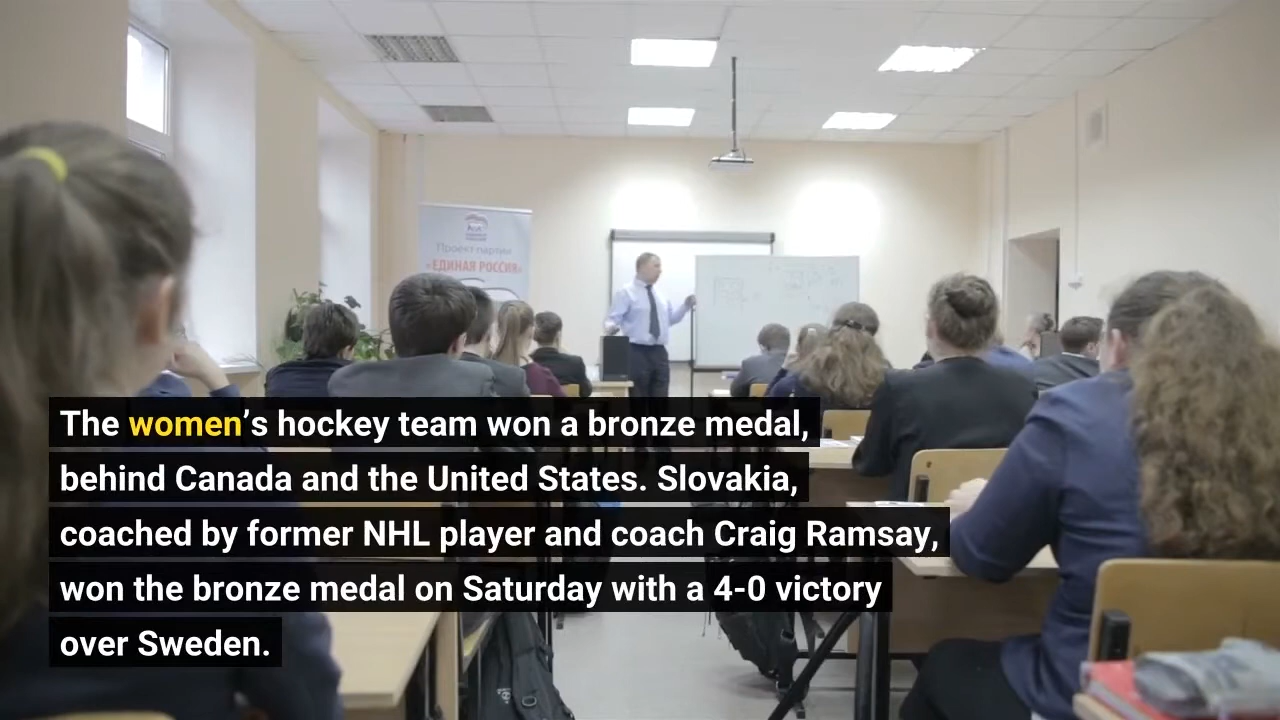 Проект партии
«ЕДИНАЯ РОССИЯ»
The women’s hockey team won a bronze medal,
behind Canada and the United States. Slovakia,
coached by former NHL player and coach Craig Ramsay,
won the bronze medal on Saturday with a 4-0 victory
over Sweden.